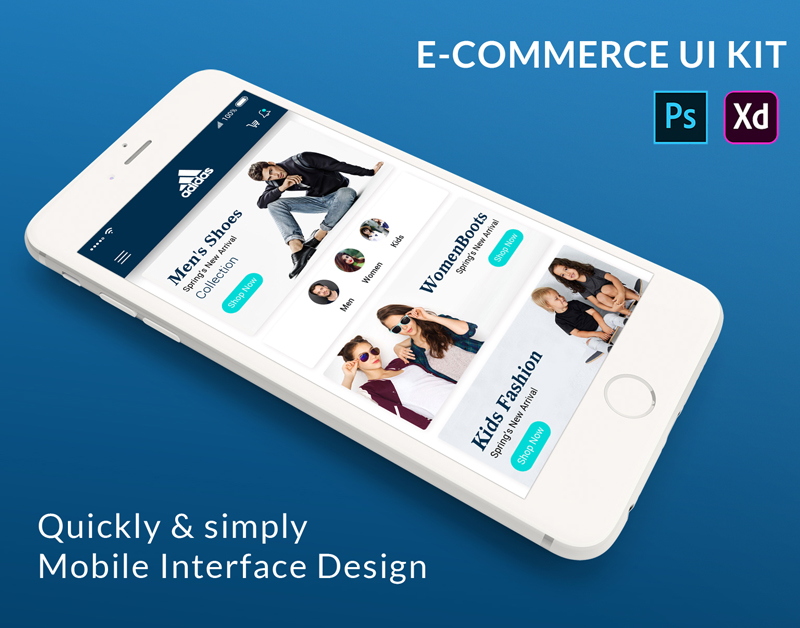 E-COMMERCE UI KIT
Ps
Xd
100%
adidas
Men's Shoes
Spring's New Arrival
Collection
Shop Now
Men
Women
Kids
WomenBoots
Spring's New Arrival
Shop Now
Kids Fashion
Spring's New Arrival
Shop Now
Quickly & simply
Mobile Interface Design